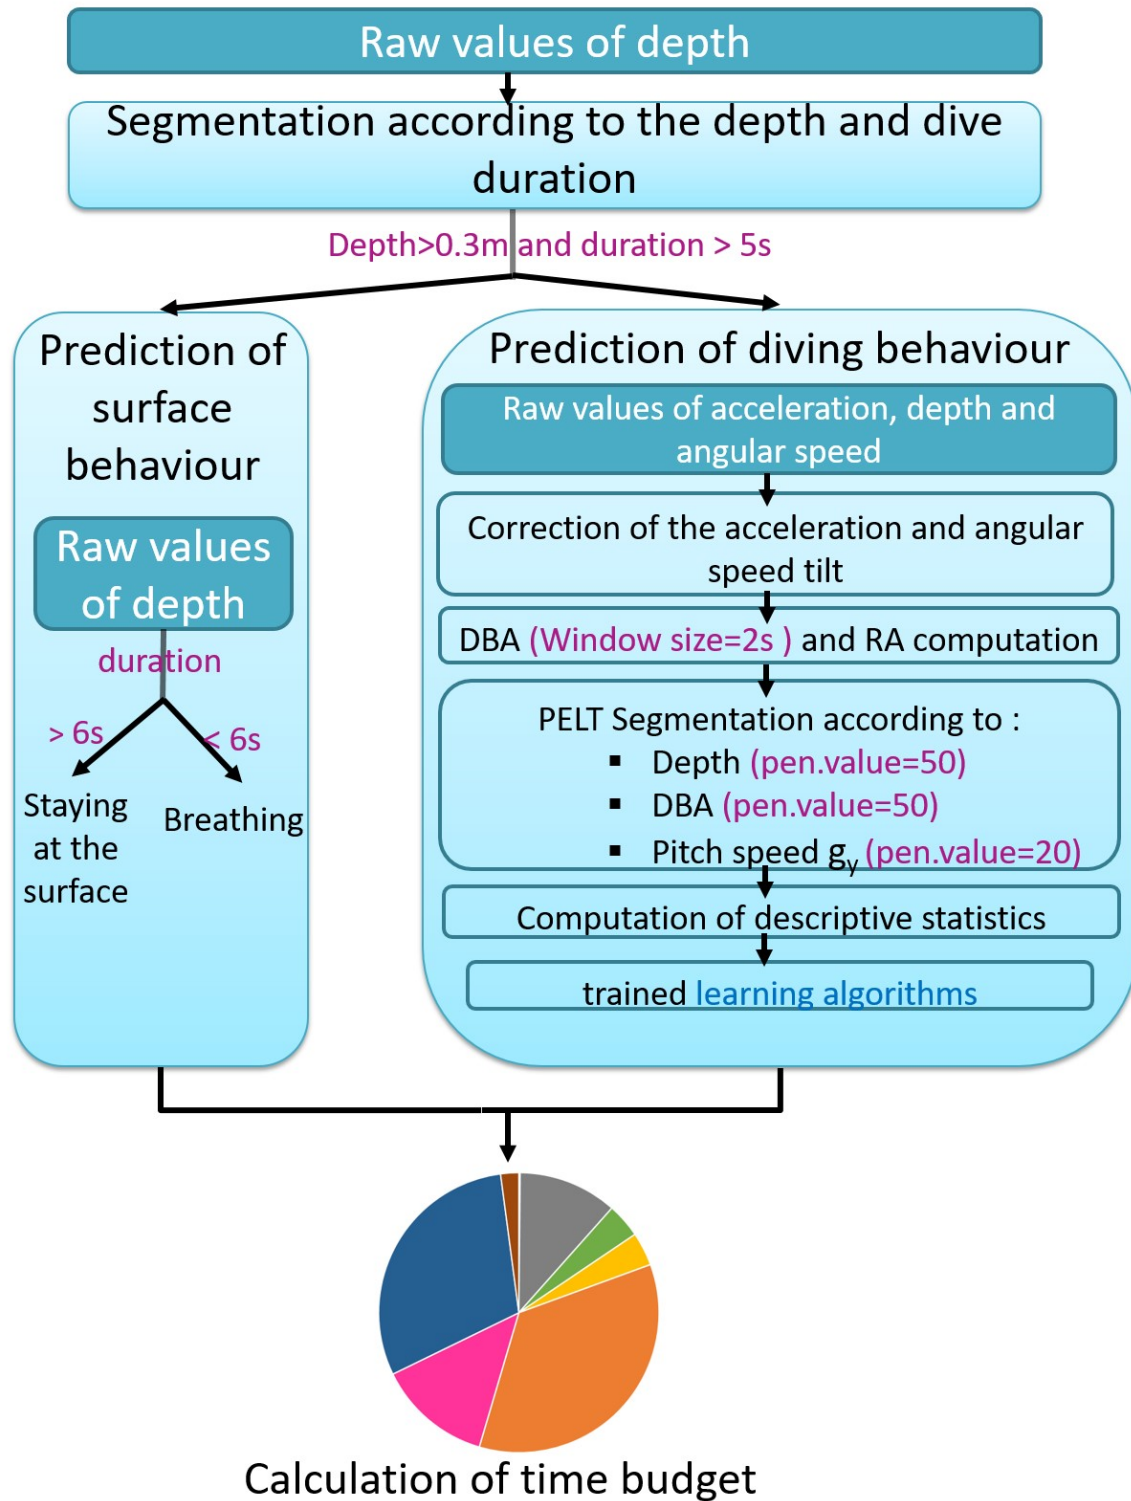 Raw values of depth
Segmentation according to the depth and dive
duration
Depth>0.3m and duration > 5s
Prediction of
surface
behaviour
Raw values
of depth
duration
> 6s
< 6s
Staying
at the
surface
Breathing
Prediction of diving behaviour
Raw values of acceleration, depth and
angular speed
Correction of the acceleration and angular
speed tilt
DBA (Window size=2s ) and RA computation
PELT Segmentation according to :
▪ Depth (pen.value=50)
▪ DBA (pen.value=50)
▪ Pitch speed gy (pen.value=20)
Computation of descriptive statistics
trained learning algorithms
Calculation of time budget